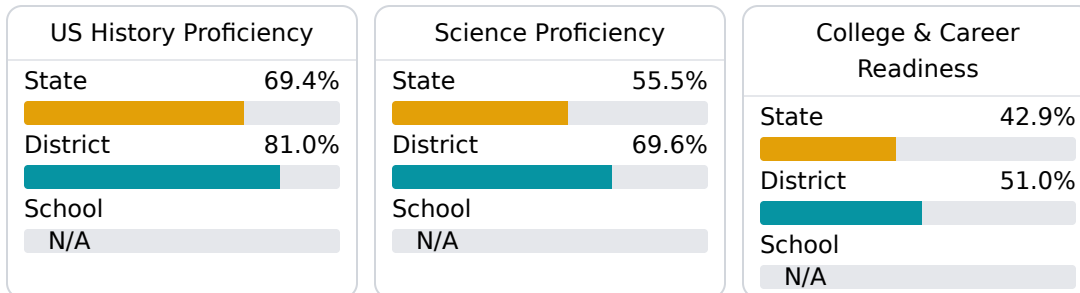 US History Proficiency
State 69.4%
District 81.0%
School
N/A
Science Proficiency
State 55.5%
District 69.6%
School
N/A
College & Career
Readiness
State 42.9%
District 51.0%
School
N/A